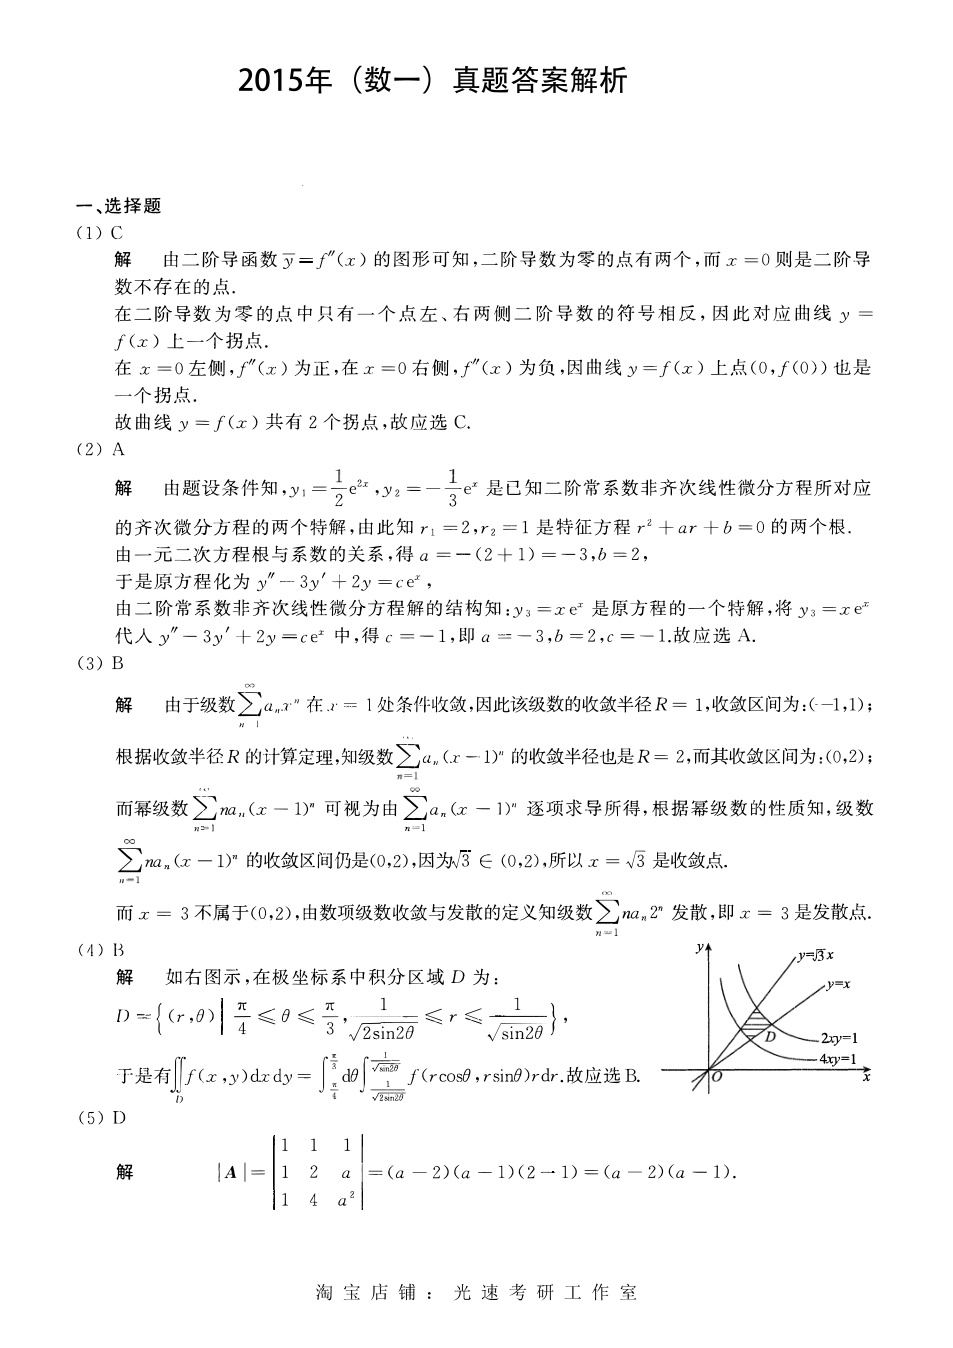 2015年（数一）真题答案解析
一、选择题
(1) C
解 由二阶导函数 y=f″(x) 的图形可知,二阶导数为零的点有两个,而 x=0 则是二阶导
数不存在的点.
在二阶导数为零的点中只有一个点左、右两侧二阶导数的符号相反,因此对应曲线 y=
f(x) 上一个拐点.
在 x=0 左侧,f″(x) 为正,在 x=0 右侧,f″(x) 为负,因曲线 y=f(x) 上点(0,f(0)) 也是
一个拐点.
故曲线 y=f(x) 共有 2 个拐点,故应选 C.
(2) A
解 由题设条件知,y₁=1/2 e²ˣ,y₂=-1/3 eˣ 是已知二阶常系数非齐次线性微分方程所对应
的齐次微分方程的两个特解,由此知 r₁=2,r₂=1 是特征方程 r²+ar+b=0 的两个根.
由一元二次方程根与系数的关系,得 a=-(2+1)=-3,b=2,
于是原方程化为 y″-3y′+2y=ceˣ,
由二阶常系数非齐次线性微分方程解的结构知:y₃=xeˣ 是原方程的一个特解,将 y₃=xeˣ
代入 y″-3y′+2y=ceˣ 中,得 c=-1,即 a=-3,b=2,c=-1.故应选 A.
(3) B
解 由于级数∑(n=1→∞) aₙxⁿ 在 x=1 处条件收敛,因此该级数的收敛半径 R=1,收敛区间为:(-1,1);
根据收敛半径 R 的计算定理,知级数∑(n=1→∞) aₙ(x-1)ⁿ 的收敛半径也是 R=2,而其收敛区间为:(0,2);
而幂级数∑(n=1→∞) naₙ(x-1)ⁿ 可视为由∑(n=1→∞) aₙ(x-1)ⁿ 逐项求导所得,根据幂级数的性质知,级数
∑(n=1→∞) naₙ(x-1)ⁿ 的收敛区间仍是(0,2),因为√3∈(0,2),所以 x=√3 是收敛点.
而 x=3 不属于(0,2),由数项级数收敛与发散的定义知级数∑(n=1→∞) naₙ2ⁿ 发散,即 x=3 是发散点.
(4) B
解 如右图示,在极坐标系中积分区域 D 为:
D={(r,θ)|π/4≤θ≤π/3,1/√(2sin2θ)≤r≤1/√(sin2θ)},
于是有∬_D f(x,y)dxdy=∫_(π/4)^(π/3) dθ∫_(1/√(2sin2θ))^(1/√(sin2θ)) f(rcosθ,rsinθ)rdr.故应选 B.
y
y=√3x
y=x
D
2xy=1
4xy=1
O
x
(5) D
解 |A|=
|1 1 1|
|1 2 a|
|1 4 a²|
=(a-2)(a-1)(2-1)=(a-2)(a-1).
淘宝店铺：光速考研工作室